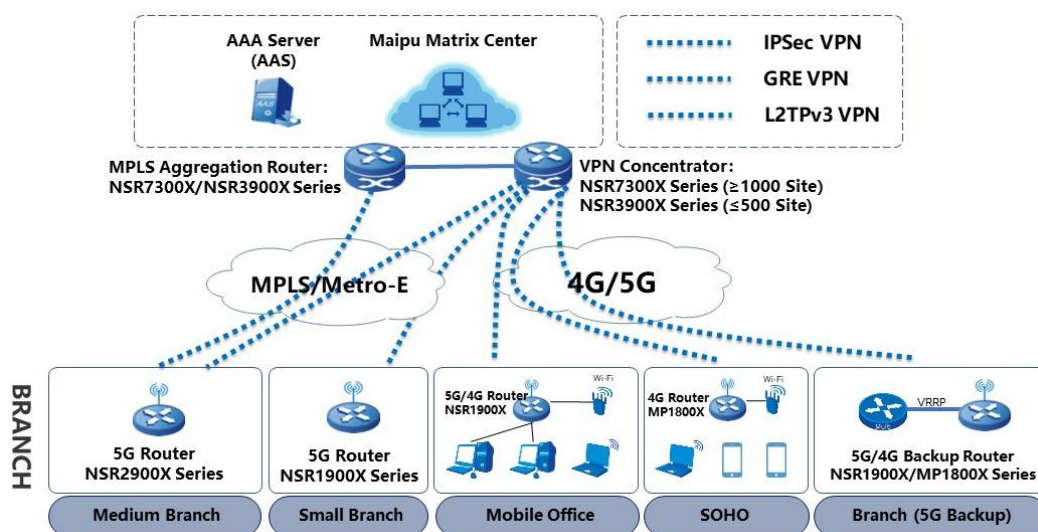 AAA Server
(AAS)
Maipu Matrix Center
AAS
IPSec VPN
GRE VPN
L2TPv3 VPN
MPLS Aggregation Router:
NSR7300X/NSR3900X Series
VPN Concentrator:
NSR7300X Series (≥1000 Site)
NSR3900X Series (≤500 Site)
MPLS/Metro-E
4G/5G
BRANCH
5G Router
NSR2900X Series
Medium Branch
5G Router
NSR1900X Series
Small Branch
5G/4G Router
NSR1900X
Wi-Fi
Mobile Office
4G Router
MP1800X
Wi-Fi
SOHO
VRRP
5G/4G Backup Router
NSR1900X/MP1800X Series
Branch (5G Backup)